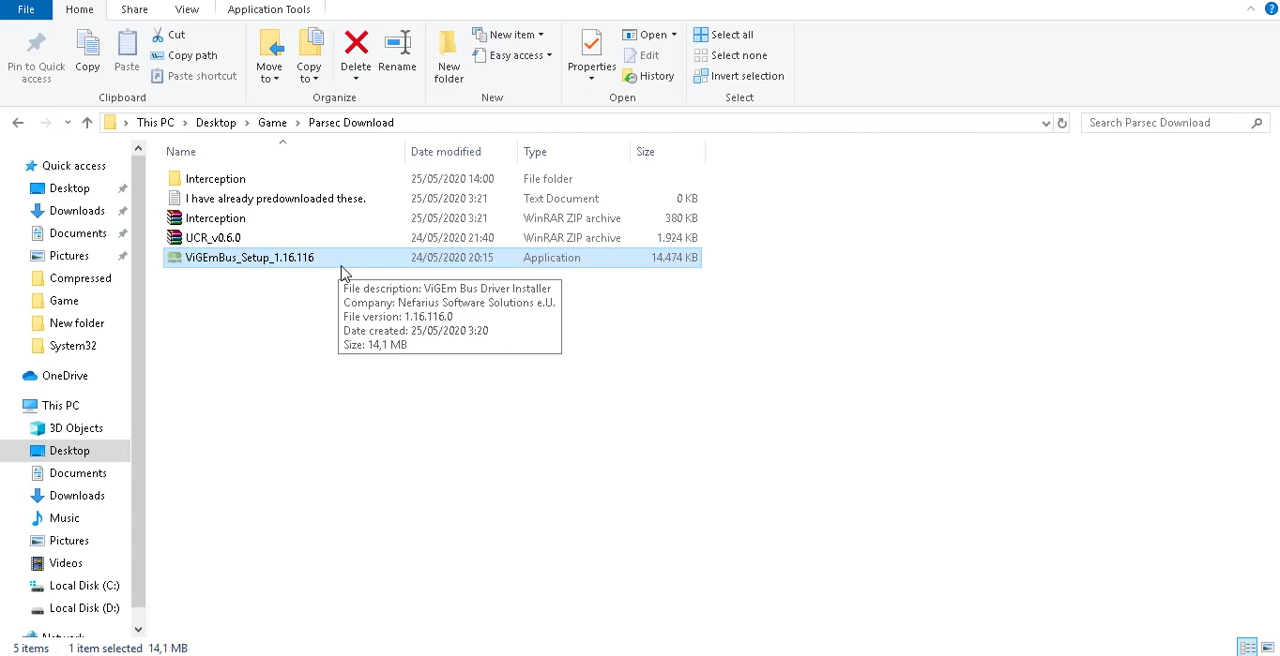 File Home Share View Application Tools
Pin to Quick access
Copy
Paste
Cut
Copy path
Paste shortcut
Clipboard
Move to
Copy to
Delete
Rename
Organize
New folder
New item
Easy access
New
Properties
Open
Edit
History
Open
Select all
Select none
Invert selection
Select
This PC › Desktop › Game › Parsec Download
Search Parsec Download
Name Date modified Type Size
Interception 25/05/2020 14:00 File folder
I have already predownloaded these. 25/05/2020 3:21 Text Document 0 KB
Interception 25/05/2020 3:21 WinRAR ZIP archive 380 KB
UCR_v0.6.0 24/05/2020 21:40 WinRAR ZIP archive 1.924 KB
ViGEmBus_Setup_1.16.116 24/05/2020 20:15 Application 14.474 KB
File description: ViGEm Bus Driver Installer
Company: Nefarius Software Solutions e.U.
File version: 1.16.116.0
Date created: 25/05/2020 3:20
Size: 14,1 MB
Quick access
Desktop
Downloads
Documents
Pictures
Compressed
Game
New folder
System32
OneDrive
This PC
3D Objects
Desktop
Documents
Downloads
Music
Pictures
Videos
Local Disk (C:)
Local Disk (D:)
Network
5 items 1 item selected 14,1 MB